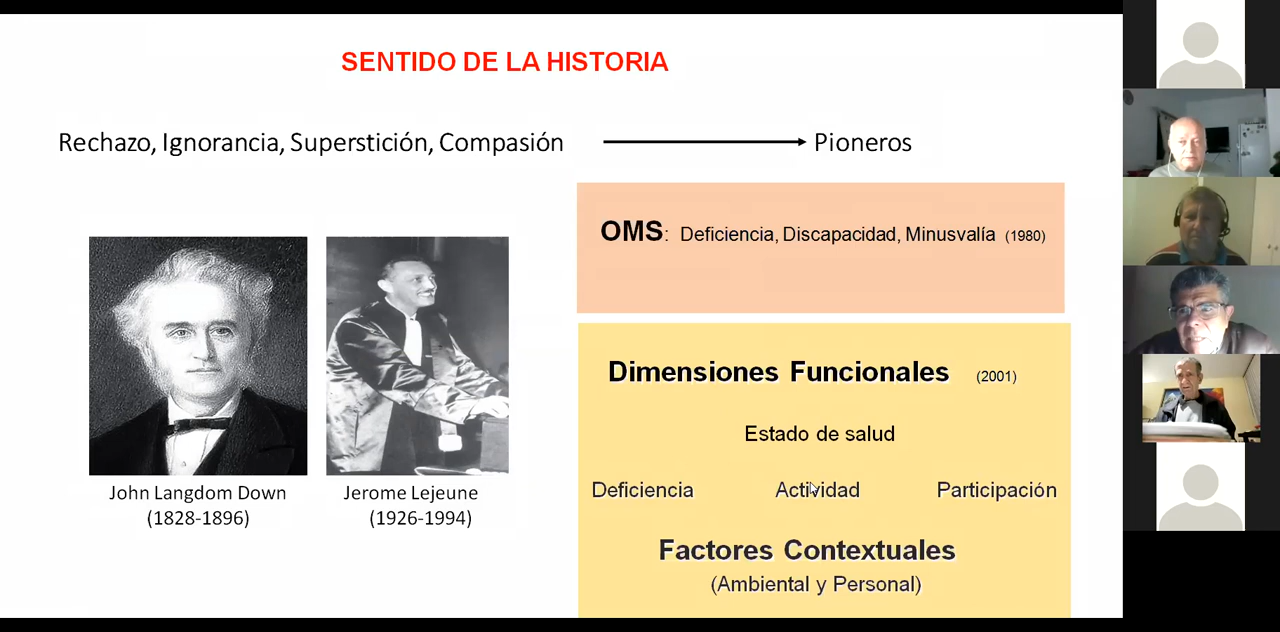 SENTIDO DE LA HISTORIA
Rechazo, Ignorancia, Superstición, Compasión
Pioneros
OMS: Deficiencia, Discapacidad, Minusvalía (1980)
Dimensiones Funcionales (2001)
Estado de salud
Deficiencia Actividad Participación
Factores Contextuales
(Ambiental y Personal)
John Langdom Down
(1828-1896)
Jerome Lejeune
(1926-1994)